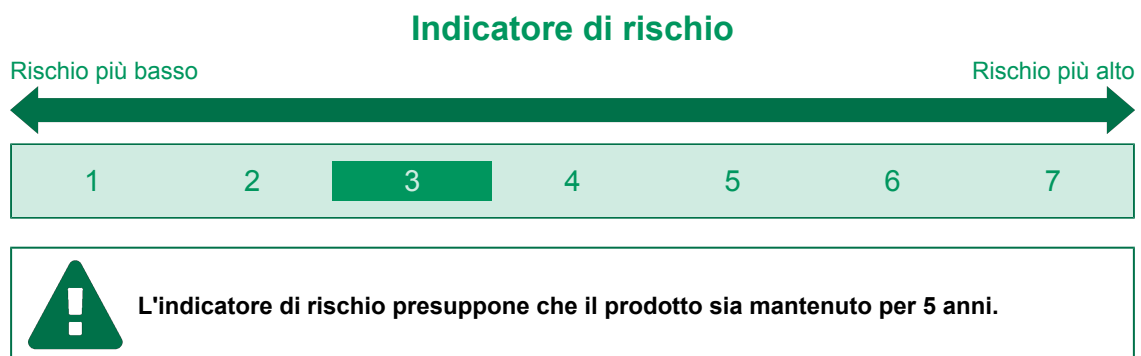 Indicatore di rischio
Rischio più basso
Rischio più alto
1 2 3 4 5 6 7
L'indicatore di rischio presuppone che il prodotto sia mantenuto per 5 anni.